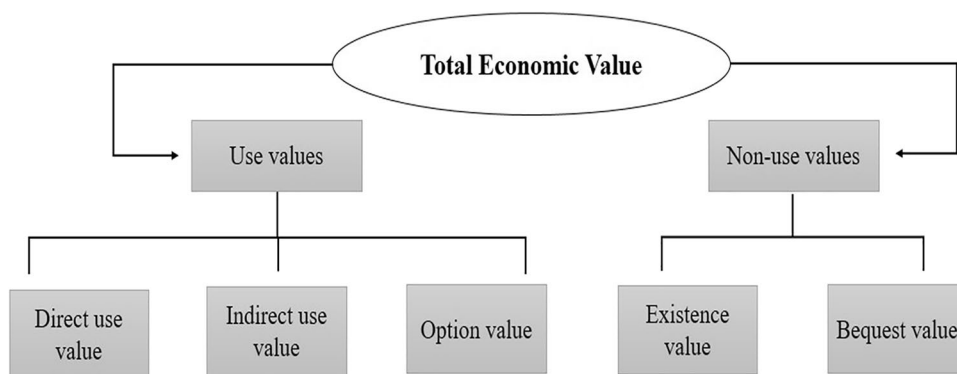 Total Economic Value
Use values
Non-use values
Direct use
value
Indirect use
value
Option value
Existence
value
Bequest value